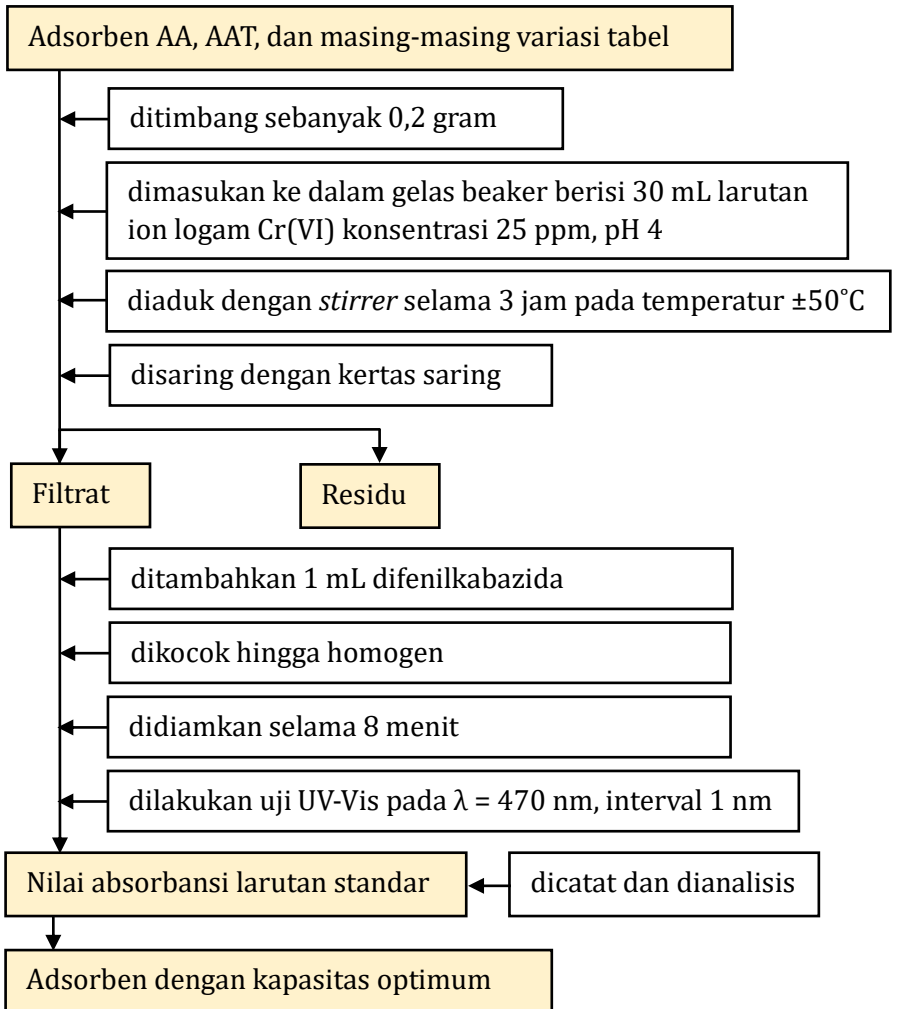 Adsorben AA, AAT, dan masing-masing variasi tabel
ditimbang sebanyak 0,2 gram
dimasukan ke dalam gelas beaker berisi 30 mL larutan
ion logam Cr(VI) konsentrasi 25 ppm, pH 4
diaduk dengan stirrer selama 3 jam pada temperatur ±50˚C
disaring dengan kertas saring
Filtrat
Residu
ditambahkan 1 mL difenilkabazida
dikocok hingga homogen
didiamkan selama 8 menit
dilakukan uji UV-Vis pada λ = 470 nm, interval 1 nm
Nilai absorbansi larutan standar
dicatat dan dianalisis
Adsorben dengan kapasitas optimum